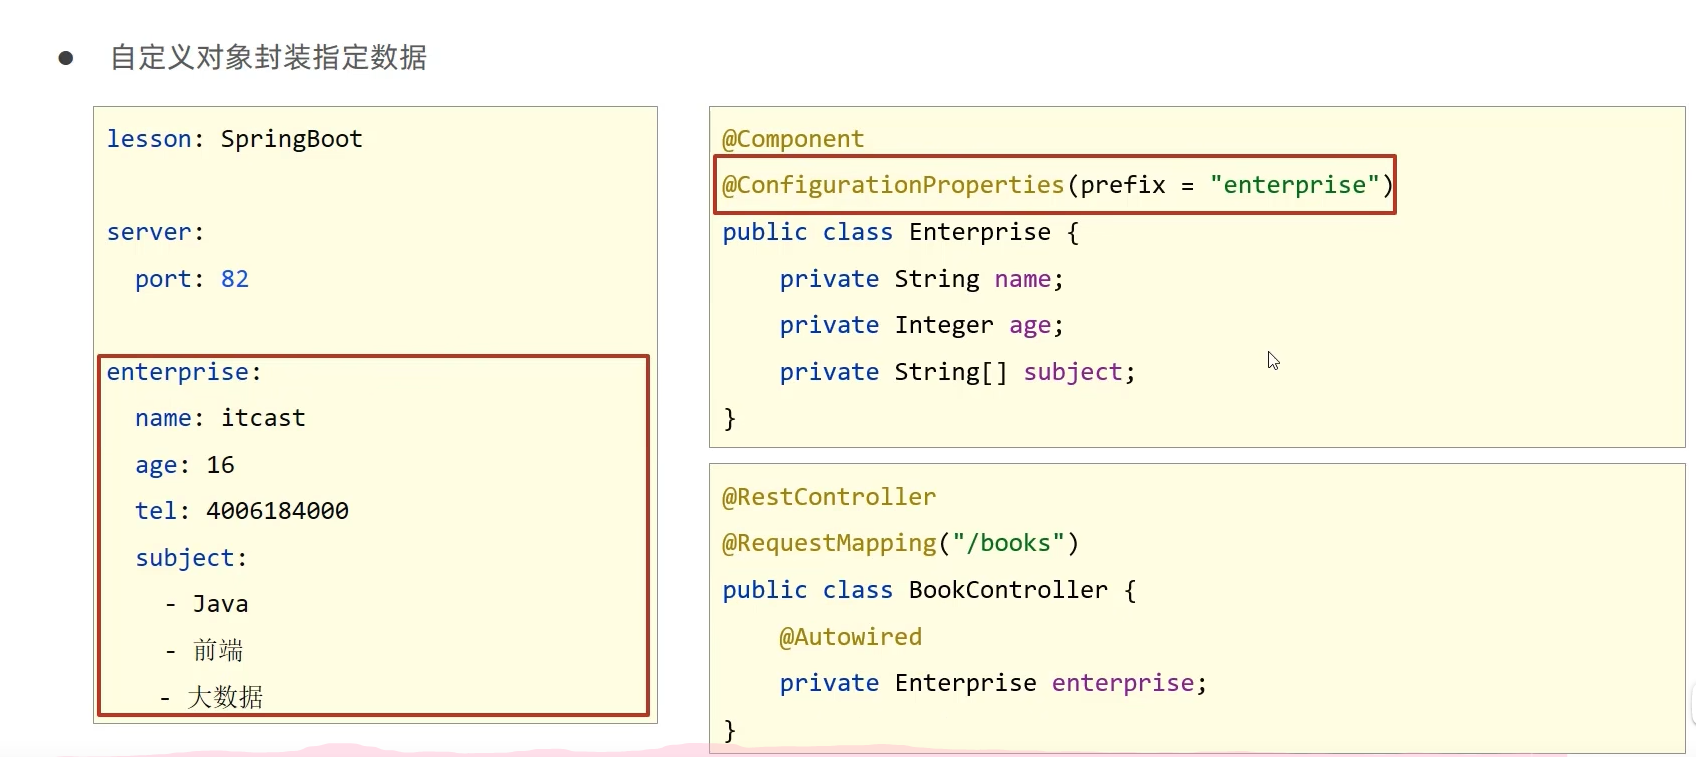 ● 自定义对象封装指定数据
lesson: SpringBoot
server:
  port: 82
enterprise:
  name: itcast
  age: 16
  tel: 4006184000
  subject:
    - Java
    - 前端
    - 大数据
@Component
@ConfigurationProperties(prefix = "enterprise")
public class Enterprise {
    private String name;
    private Integer age;
    private String[] subject;
}
@RestController
@RequestMapping("/books")
public class BookController {
    @Autowired
    private Enterprise enterprise;
}